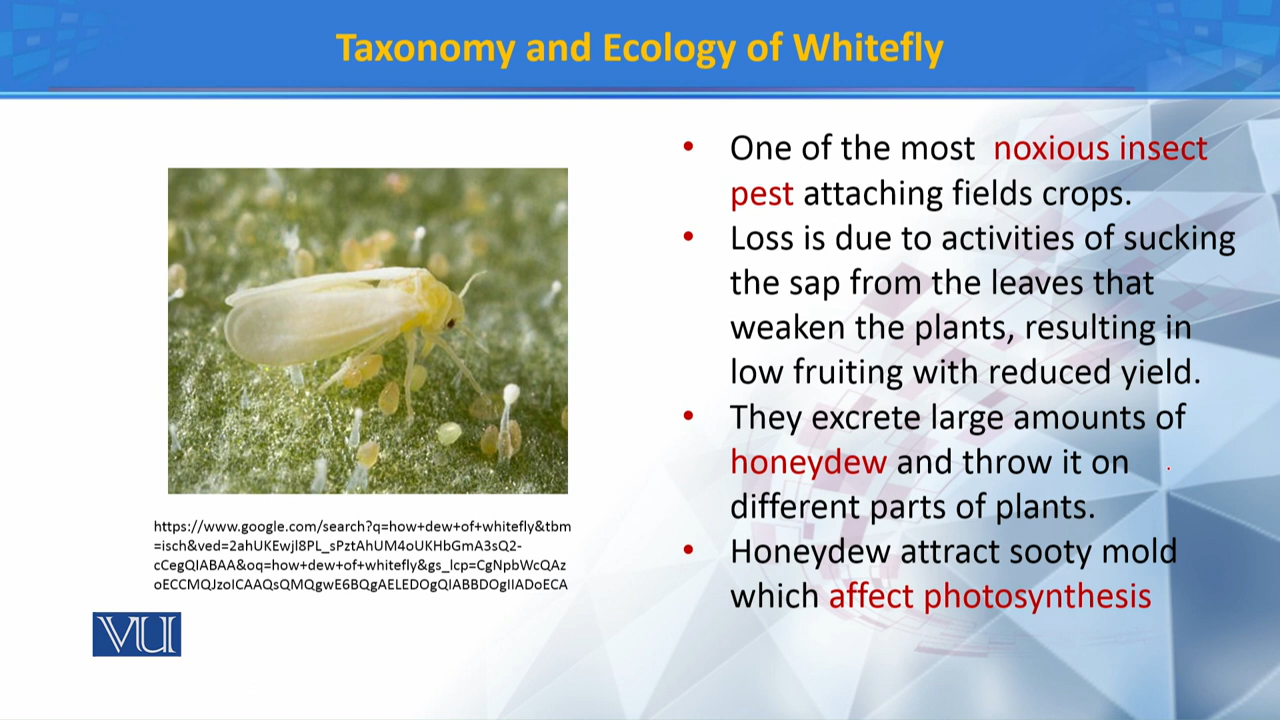 Taxonomy and Ecology of Whitefly
• One of the most noxious insect
pest attaching fields crops.
• Loss is due to activities of sucking
the sap from the leaves that
weaken the plants, resulting in
low fruiting with reduced yield.
• They excrete large amounts of
honeydew and throw it on
different parts of plants.
• Honeydew attract sooty mold
which affect photosynthesis
https://www.google.com/search?q=how+dew+of+whitefly&tbm
=isch&ved=2ahUKEwjl8PL_sPztAhUM4oUKHbGmA3sQ2-
cCegQIABAA&oq=how+dew+of+whitefly&gs_lcp=CgNpbWcQAz
oECCMQJzoICAAQsQMQgwE6BQgAELEDOgQIABBDOgIIADoECA
VU